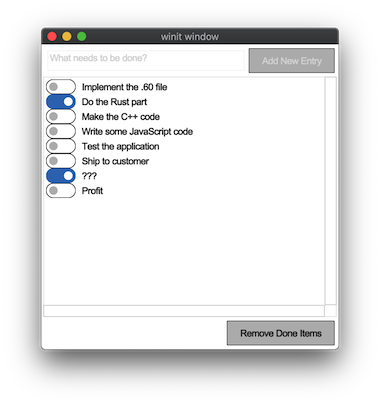 winit window
What needs to be done?
Add New Entry
Implement the .60 file
Do the Rust part
Make the C++ code
Write some JavaScript code
Test the application
Ship to customer
???
Profit
Remove Done Items